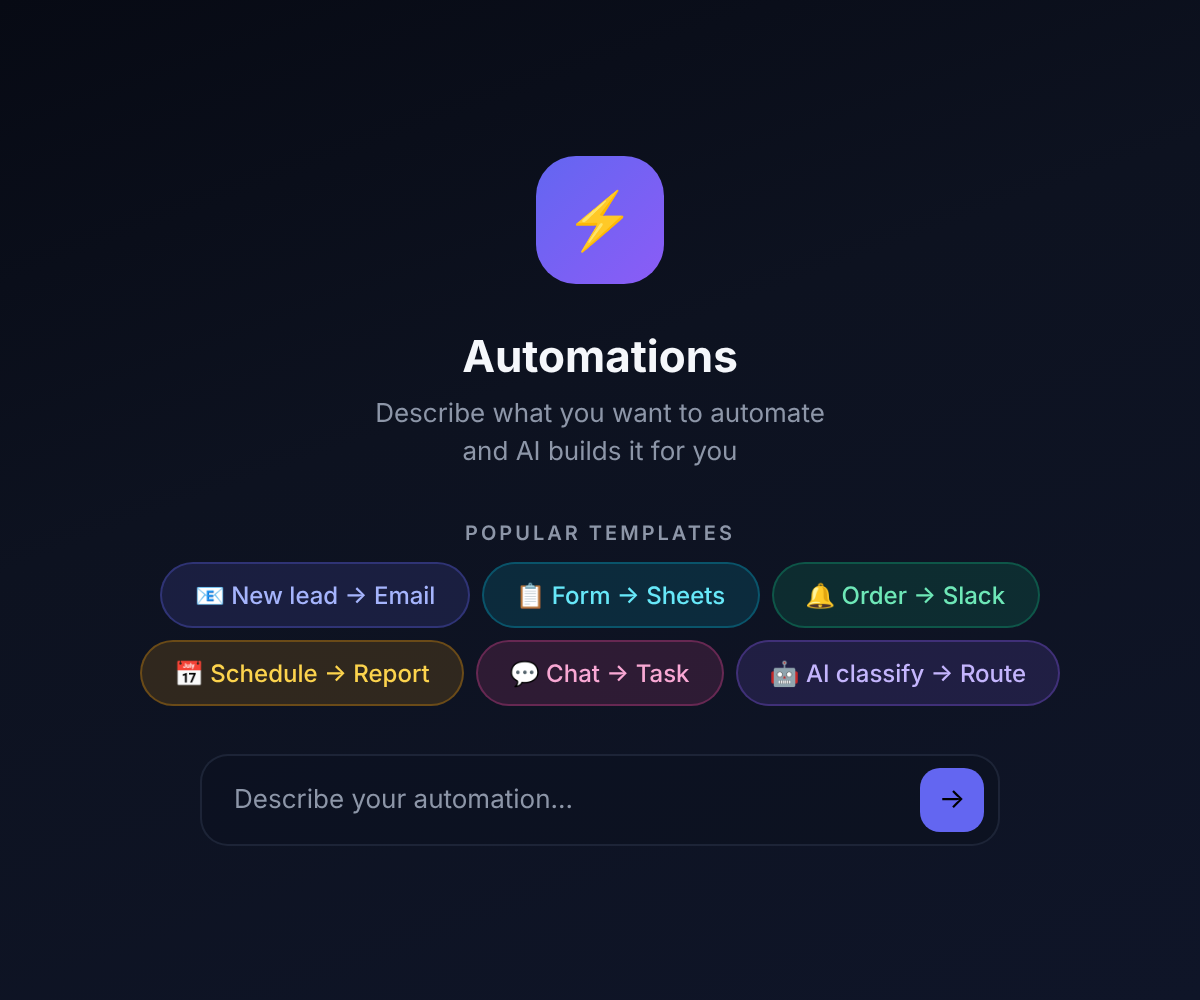 Automations
Describe what you want to automate
and AI builds it for you
POPULAR TEMPLATES
📧 New lead → Email
📋 Form → Sheets
🔔 Order → Slack
📅 Schedule → Report
💬 Chat → Task
🤖 AI classify → Route
Describe your automation...
→